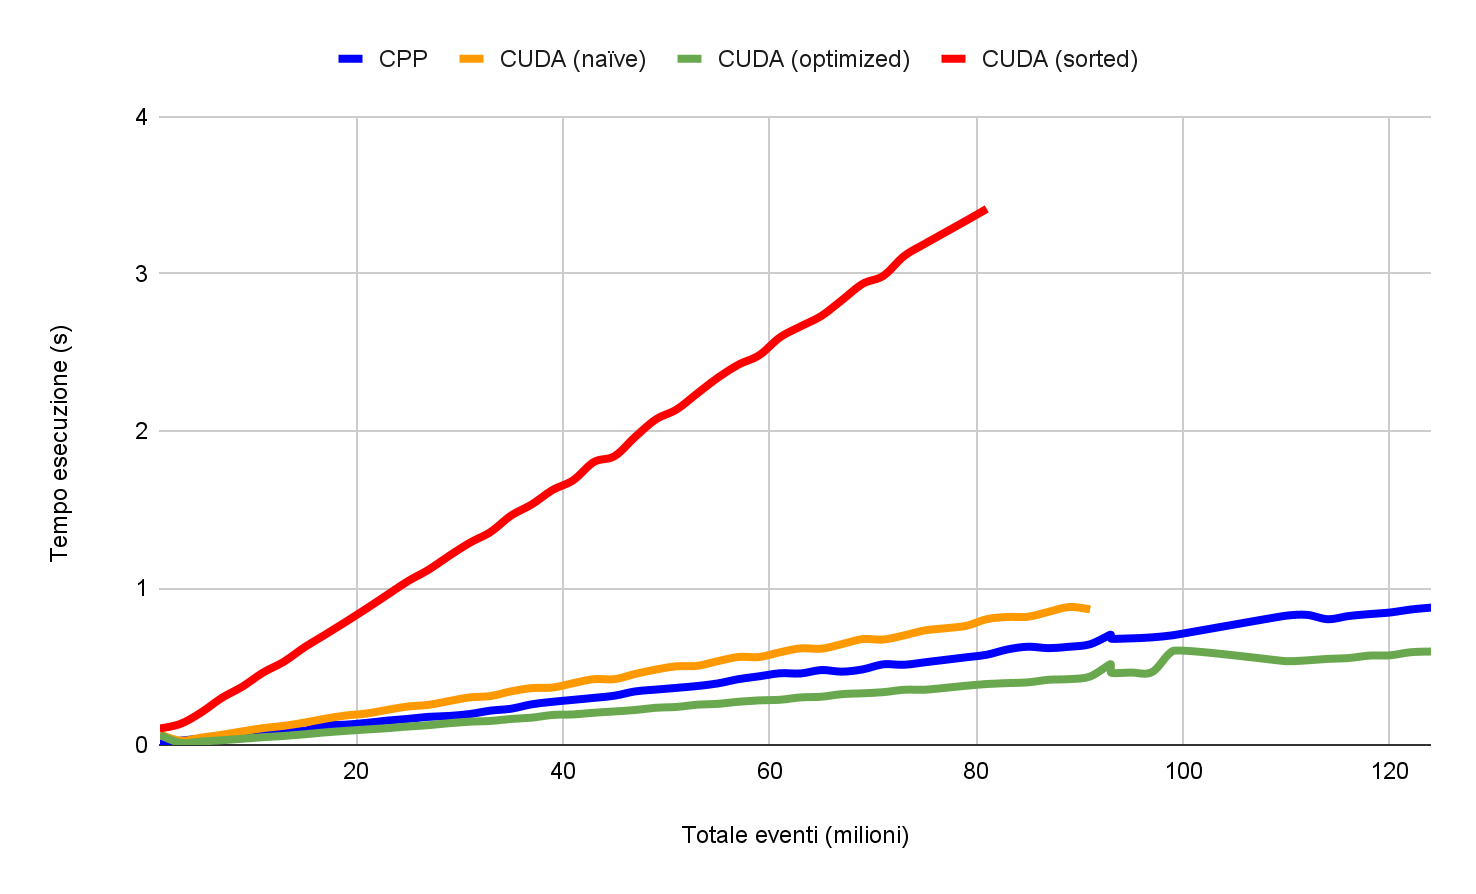 CPP CUDA (naïve) CUDA (optimized) CUDA (sorted)
4
3
2
1
0
Tempo esecuzione (s)
20 40 60 80 100 120
Totale eventi (milioni)